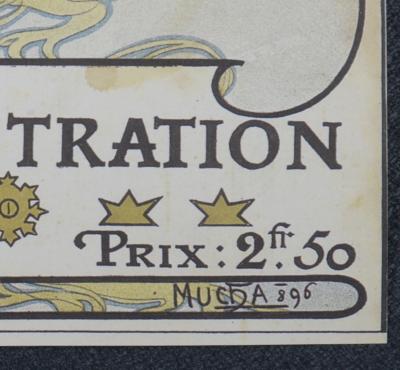 TRATION
PRIX: 2fr. 50
MUCHA 896